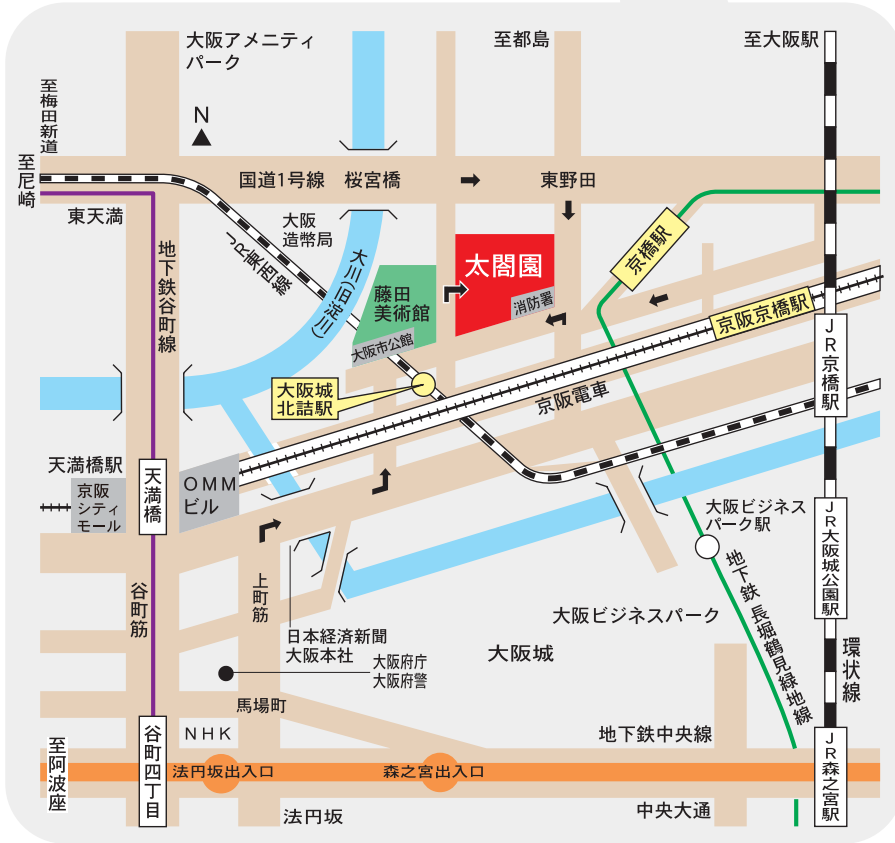 大阪アメニティ
パーク
至都島
至大阪駅
至梅田新道
N
至尼崎
国道1号線
桜宮橋
東野田
東天満
大阪
造幣局
地下鉄谷町線
JR東西線
大川(旧淀川)
藤田
美術館
太閤園
消防署
大阪市公館
京橋駅
京阪京橋駅
JR京橋駅
大阪城
北詰駅
京阪電車
天満橋駅
京阪
シティ
モール
天満橋
OMM
ビル
大阪ビジネス
パーク駅
JR大阪城公園駅
地下鉄 長堀鶴見緑地線
谷町筋
上町筋
日本経済新聞
大阪本社
大阪ビジネスパーク
大阪城
大阪府庁
大阪府警
環状線
馬場町
NHK
地下鉄中央線
至阿波座
谷町四丁目
法円坂出入口
森之宮出入口
JR森之宮駅
法円坂
中央大通